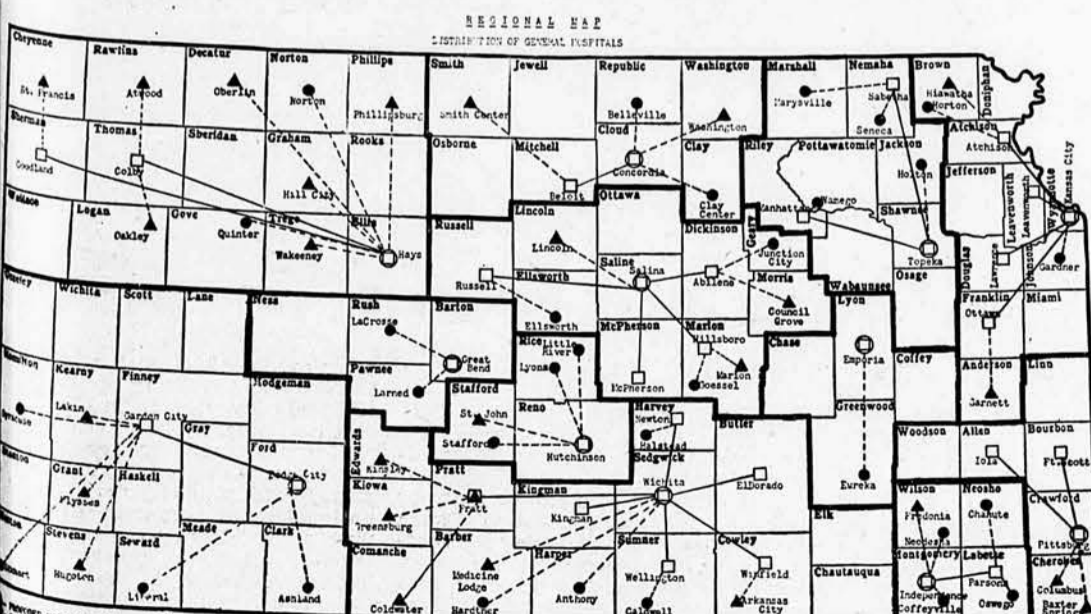 REGIONAL MAP
DISTRIBUTION OF GENERAL HOSPITALS
Cheyenne
Rawlins
Decatur
Norton
Phillips
Smith
Jewell
Republic
Washington
Marshall
Nemaha
Brown
Doniphan
St. Francis
Atwood
Oberlin
Norton
Phillipsburg
Smith Center
Belleville
Washington
Marysville
Sabetha
Seneca
Hiawatha
Horton
Sherman
Thomas
Sheridan
Graham
Rooks
Osborne
Mitchell
Cloud
Clay
Riley
Pottawatomie
Jackson
Atchison
Atchison
Goodland
Colby
Hill City
Beloit
Concordia
Clay Center
Manhattan
Wamego
Holton
Jefferson
Leavenworth
Leavenworth
Wyandotte
Kansas City
Wallace
Logan
Gove
Trego
Ellis
Russell
Lincoln
Ottawa
Dickinson
Geary
Shawnee
Oakley
Quinter
Wakeeney
Hays
Lincoln
Saline
Salina
Abilene
Junction City
Topeka
Douglas
Lawrence
Johnson
Gardner
Russell
Ellsworth
Ellsworth
Morris
Council Grove
Wabaunsee
Osage
Greeley
Wichita
Scott
Lane
Ness
Rush
Barton
Rice
McPherson
Marion
Chase
Lyon
Franklin
Ottawa
Miami
LaCrosse
Great Bend
Little River
Lyons
McPherson
Hillsboro
Marion
Goessel
Emporia
Coffey
Anderson
Garnett
Linn
Hamilton
Kearny
Finney
Hodgeman
Pawnee
Larned
Stafford
Reno
Harvey
Butler
Greenwood
Syracuse
Lakin
Garden City
Gray
Ford
St. John
Stafford
Hutchinson
Newton
Halstead
Sedgwick
Woodson
Allen
Bourbon
Iola
Ft. Scott
Stanton
Grant
Haskell
Ulysses
Dodge City
Edwards
Kinsley
Kiowa
Greensburg
Pratt
Pratt
Kingman
Kingman
Wichita
ElDorado
Eureka
Wilson
Fredonia
Neodesha
Neosho
Chanute
Crawford
Pittsburg
Stevens
Hugoton
Seward
Liberal
Meade
Clark
Ashland
Comanche
Coldwater
Barber
Medicine Lodge
Hardtner
Harper
Anthony
Sumner
Wellington
Caldwell
Cowley
Winfield
Arkansas City
Elk
Chautauqua
Montgomery
Independence
Coffeyville
Labette
Parsons
Oswego
Cherokee
Columbus
Baxter